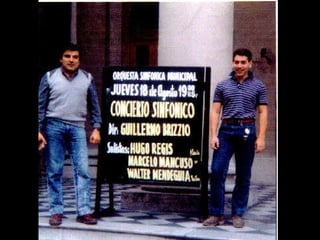 ORQUESTA SINFONICA MUNICIPAL
JUEVES
18 de Agosto 19
CONCIERTO SINFONICO
Dir: GUILLERMO BRIZZIO
Solistas: HUGO REGIS
MARCELO MANCUSO
WALTER MENDEGUIA